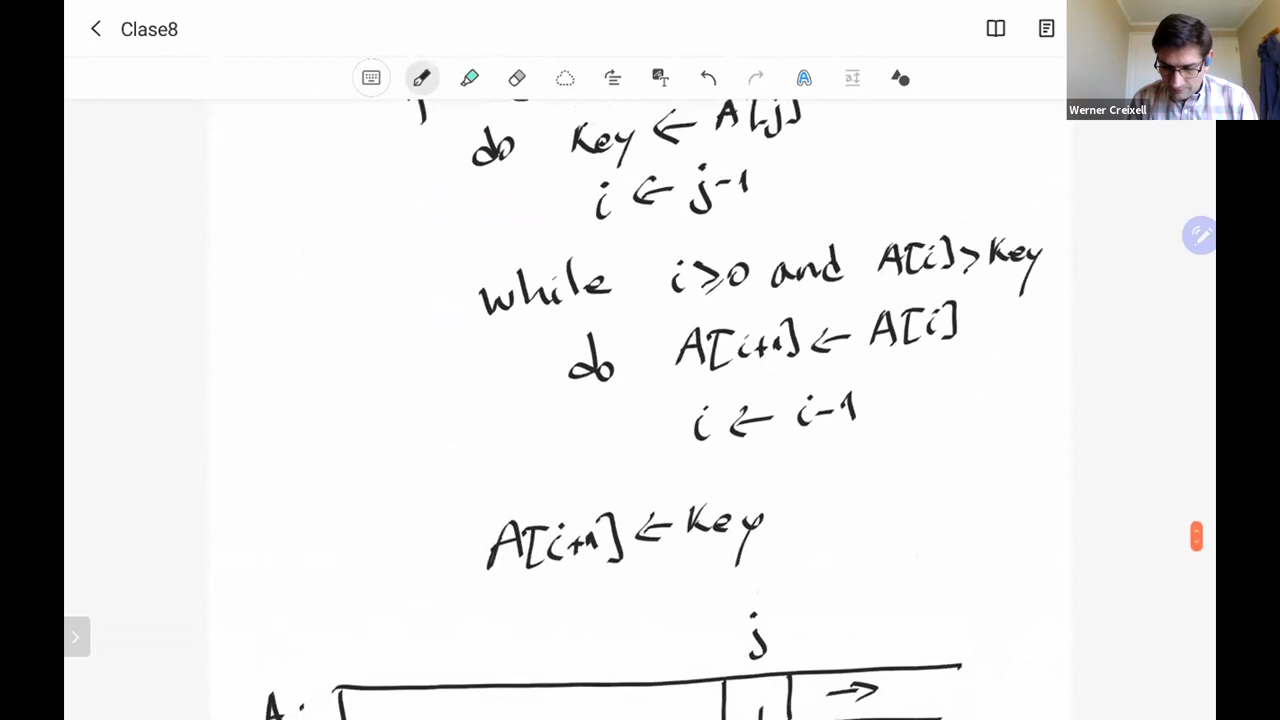 Clase8
Werner Creixell
do Key ← A[j]
i ← j-1
while i≥0 and A[i]>Key
do A[i+1] ← A[i]
i ← i-1
A[i+1] ← Key
j
A:
→